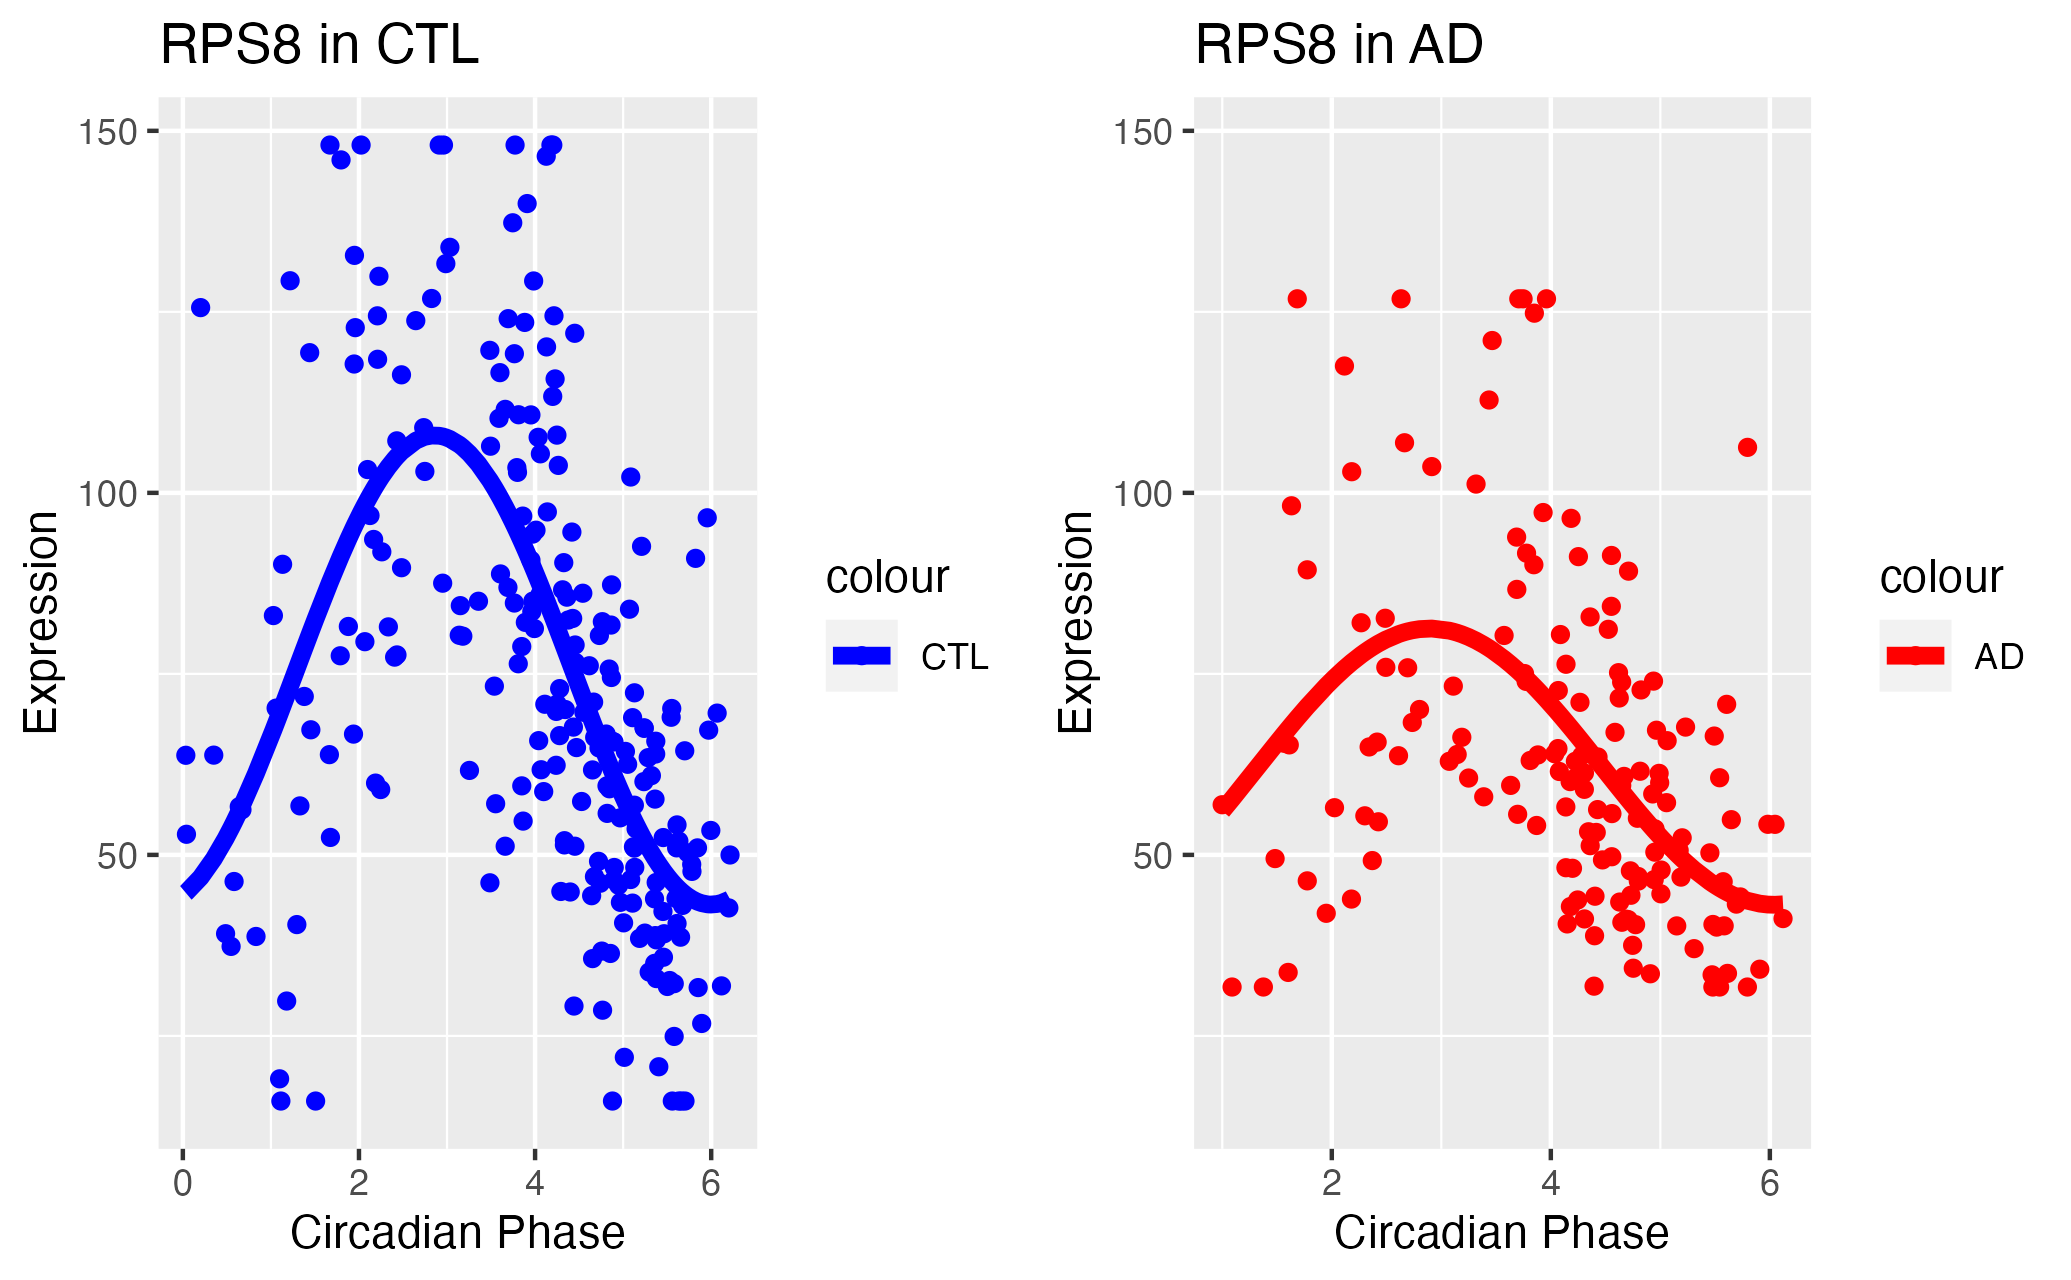 RPS8 in CTL
150
100
50
Expression
0 2 4 6
Circadian Phase
colour
CTL
RPS8 in AD
150
100
50
Expression
2 4 6
Circadian Phase
colour
AD